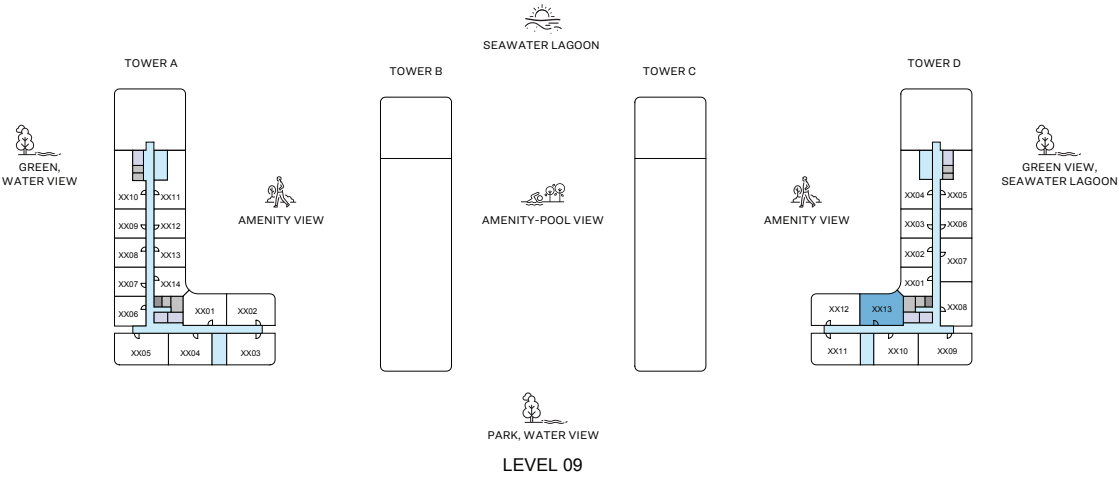 SEAWATER LAGOON
TOWER A
TOWER B
TOWER C
TOWER D
GREEN,
WATER VIEW
AMENITY VIEW
AMENITY-POOL VIEW
AMENITY VIEW
GREEN VIEW,
SEAWATER LAGOON
XX10 XX11
XX09 XX12
XX08 XX13
XX07 XX14
XX06 XX01 XX02
XX05 XX04 XX03
XX04 XX05
XX03 XX06
XX02 XX07
XX01
XX12 XX13 XX08
XX11 XX10 XX09
PARK, WATER VIEW
LEVEL 09